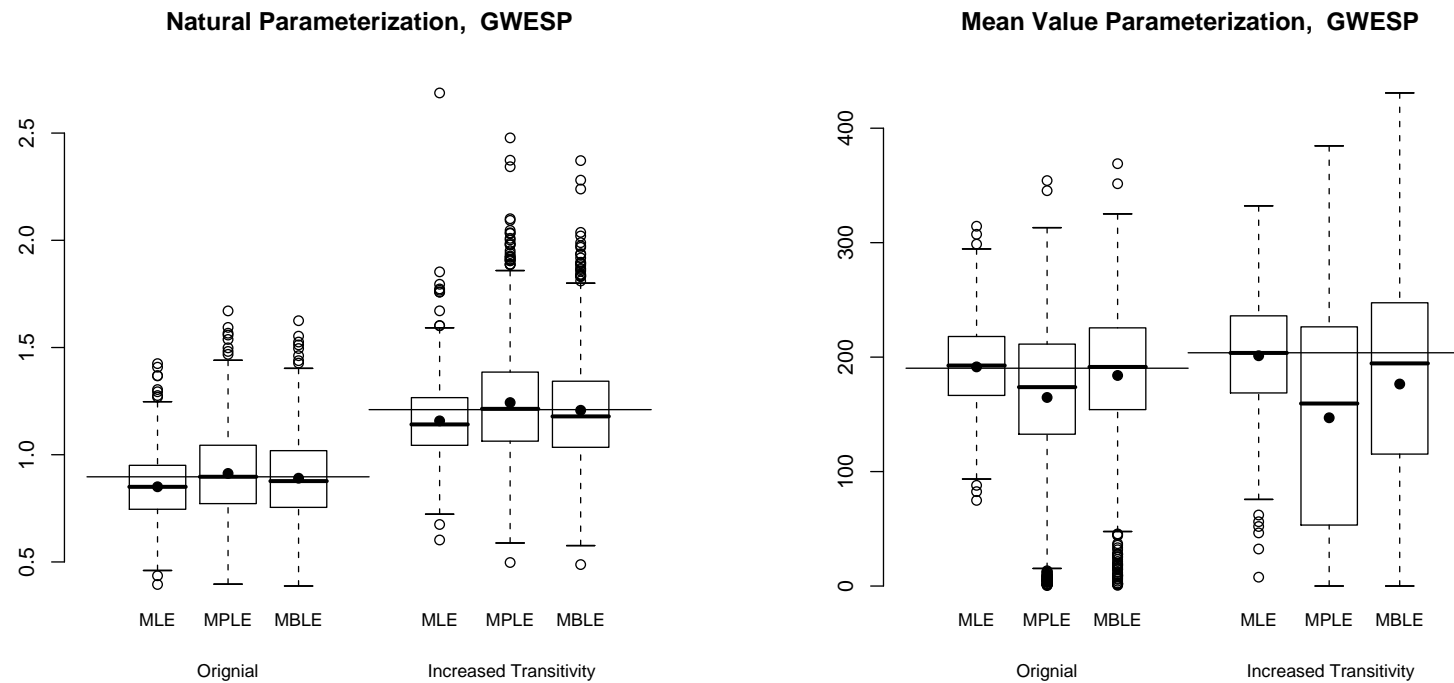 Natural Parameterization, GWESP
2.5
2.0
1.5
1.0
0.5
MLE MPLE MBLE MLE MPLE MBLE
Orignial Increased Transitivity
Mean Value Parameterization, GWESP
400
300
200
100
0
MLE MPLE MBLE MLE MPLE MBLE
Orignial Increased Transitivity